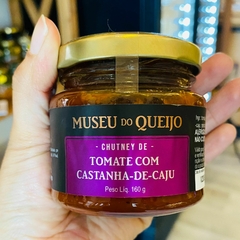 MUSEU DO QUEIJO
CHUTNEY DE
TOMATE COM
CASTANHA-DE-CAJU
Peso Líq. 160 g